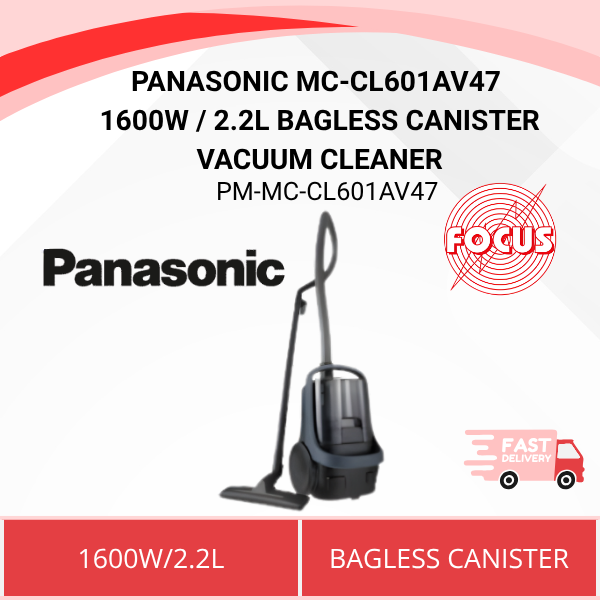 PANASONIC MC-CL601AV47
1600W / 2.2L BAGLESS CANISTER
VACUUM CLEANER
PM-MC-CL601AV47
FOCUS
Panasonic
FAST
DELIVERY
1600W/2.2L
BAGLESS CANISTER